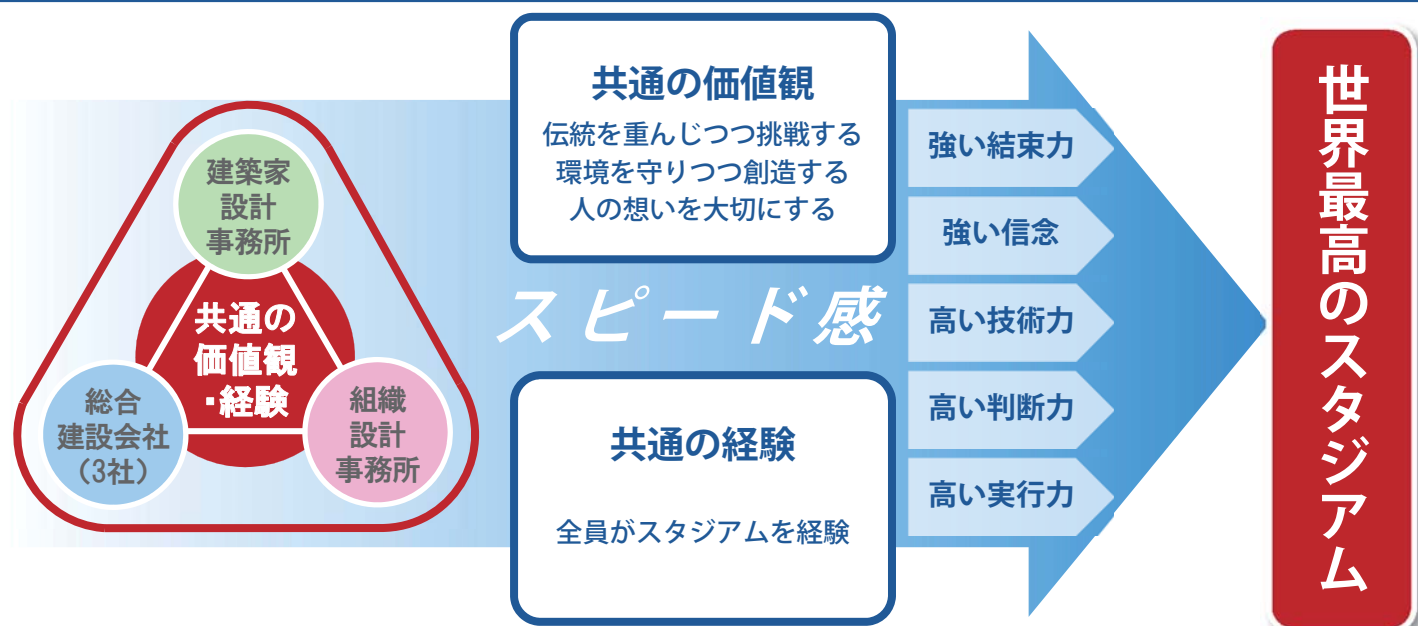 建築家
設計
事務所
共通の
価値観
・経験
総合
建設会社
(3社)
組織
設計
事務所
共通の価値観
伝統を重んじつつ挑戦する
環境を守りつつ創造する
人の想いを大切にする
スピード感
共通の経験
全員がスタジアムを経験
強い結束力
強い信念
高い技術力
高い判断力
高い実行力
世界最高のスタジアム